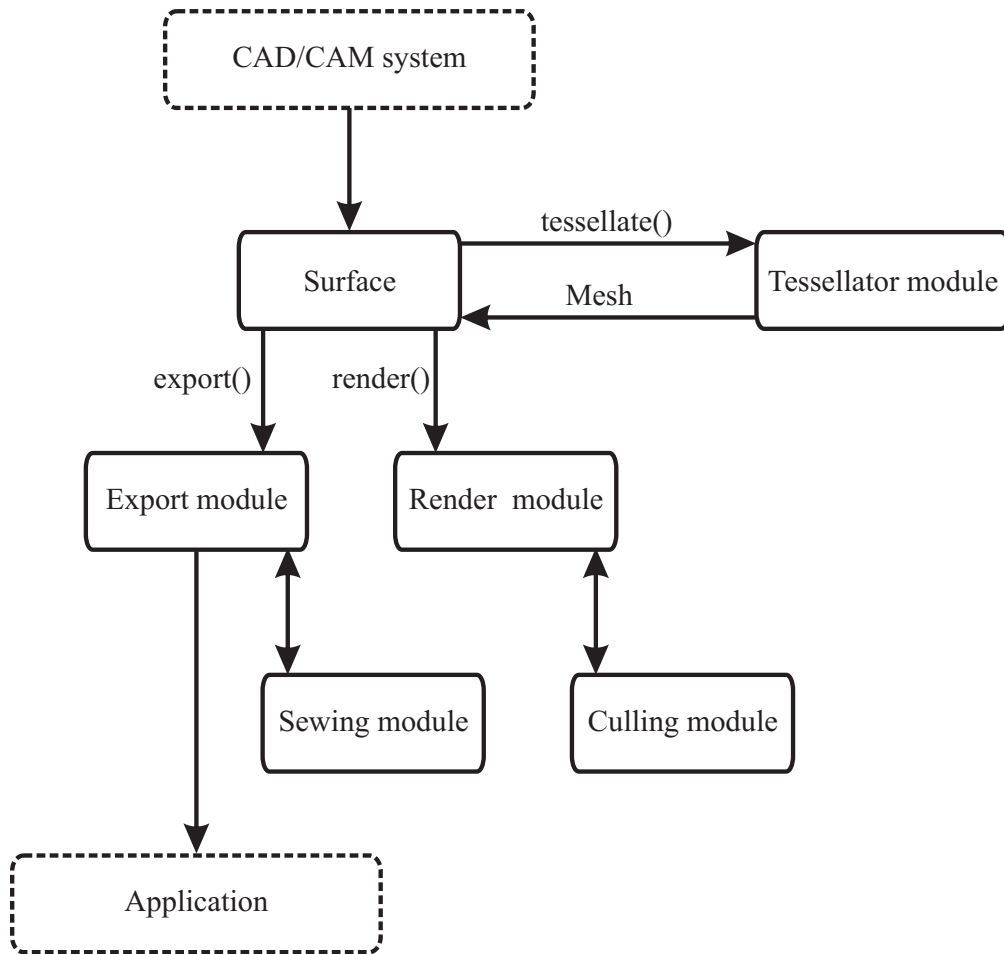 CAD/CAM system
tessellate()
Surface
Tessellator module
Mesh
export()
render()
Export module
Render module
Sewing module
Culling module
Application